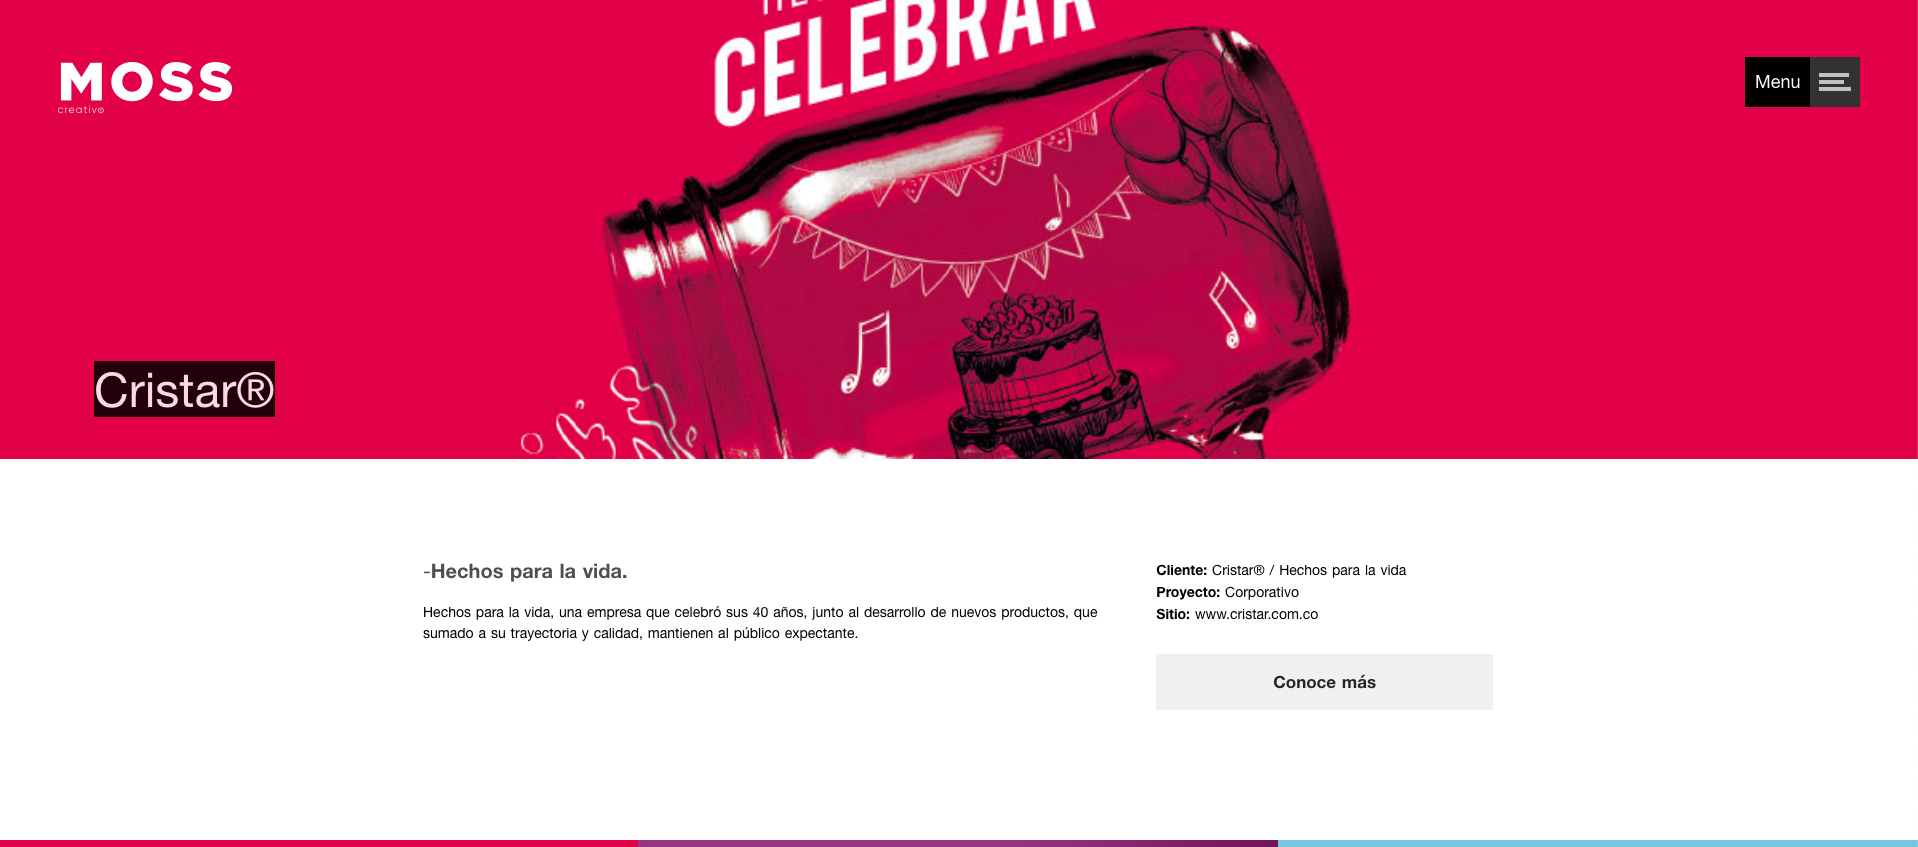 CELEBRAR
MOSS
creativo
Menu
Cristar®
-Hechos para la vida.
Hechos para la vida, una empresa que celebró sus 40 años, junto al desarrollo de nuevos productos, que
sumado a su trayectoria y calidad, mantienen al público expectante.
Cliente: Cristar® / Hechos para la vida
Proyecto: Corporativo
Sitio: www.cristar.com.co
Conoce más